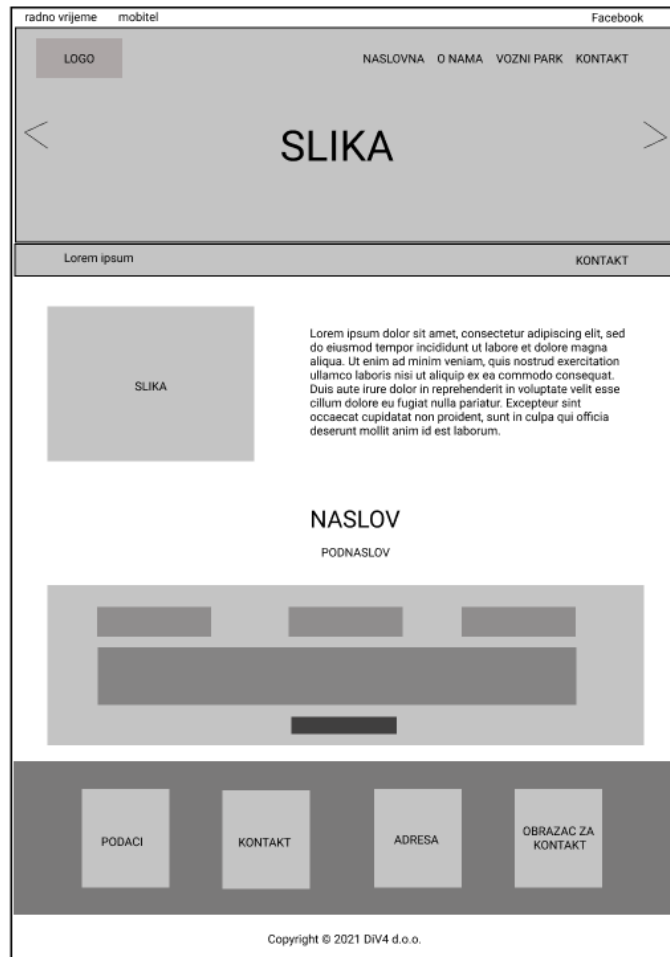 radno vrijeme mobitel Facebook
LOGO NASLOVNA O NAMA VOZNI PARK KONTAKT
SLIKA
Lorem ipsum KONTAKT
SLIKA
Lorem ipsum dolor sit amet, consectetur adipiscing elit, sed
do eiusmod tempor incididunt ut labore et dolore magna
aliqua. Ut enim ad minim veniam, quis nostrud exercitation
ullamco laboris nisi ut aliquip ex ea commodo consequat.
Duis aute irure dolor in reprehenderit in voluptate velit esse
cillum dolore eu fugiat nulla pariatur. Excepteur sint
occaecat cupidatat non proident, sunt in culpa qui officia
deserunt mollit anim id est laborum.
NASLOV
PODNASLOV
PODACI
KONTAKT
ADRESA
OBRAZAC ZA
KONTAKT
Copyright © 2021 DiV4 d.o.o.